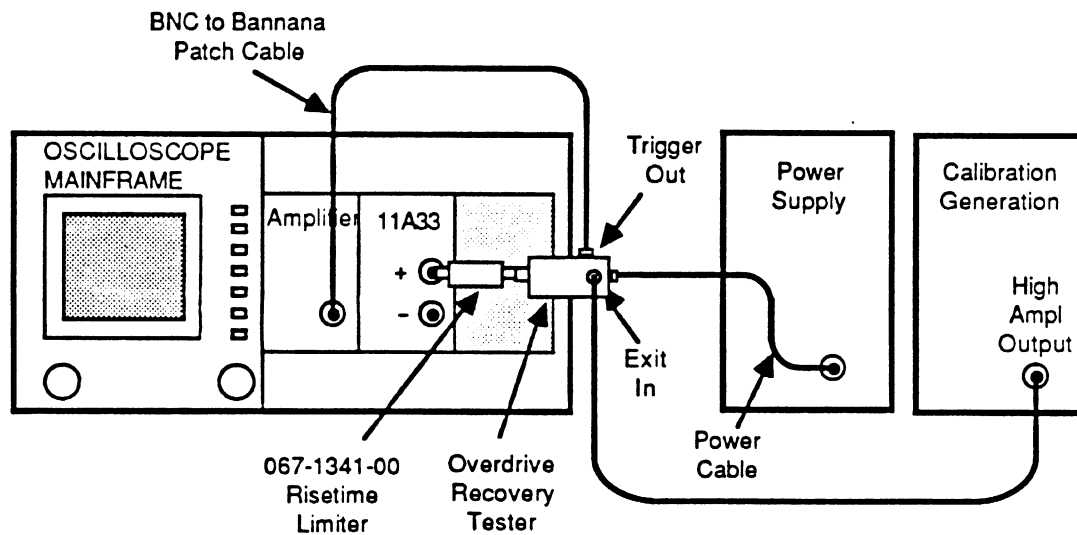 BNC to Bannana
Patch Cable
OSCILLOSCOPE
MAINFRAME
Amplifier
11A33
+
-
Trigger
Out
Power
Supply
Calibration
Generation
High
Ampl
Output
Exit
In
Power
Cable
067-1341-00
Risetime
Limiter
Overdrive
Recovery
Tester